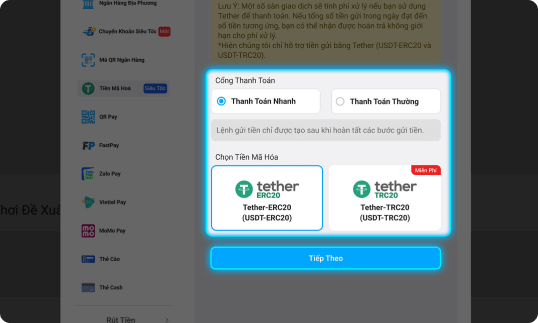 Ngân Hàng Địa Phương
Chuyển Khoản Siêu Tốc Mới
Mã QR Ngân Hàng
Tiền Mã Hoá Siêu Tốc
QR Pay
FastPay
Zalo Pay
Viettel Pay
MoMo Pay
Thẻ Cào
Thẻ Cash
Rút Tiền
hơi Đề Xuấ
Lưu Ý: Một số sàn giao dịch sẽ tính phí xử lý nếu bạn sử dụng
Tether để thanh toán. Nếu tổng số tiền gửi trong ngày đạt đến
số tiền tương ứng, bạn có thể nhận được hoàn trả không giới
hạn cho phí xử lý.
*Hiện chúng tôi chỉ hỗ trợ tiền gửi bằng Tether (USDT-ERC20 và
USDT-TRC20).
Cổng Thanh Toán
Thanh Toán Nhanh
Thanh Toán Thường
Lệnh gửi tiền chỉ được tạo sau khi hoàn tất các bước gửi tiền.
Chọn Tiền Mã Hóa
tether
ERC20
Tether-ERC20
(USDT-ERC20)
Miễn Phí
tether
TRC20
Tether-TRC20
(USDT-TRC20)
Tiếp Theo